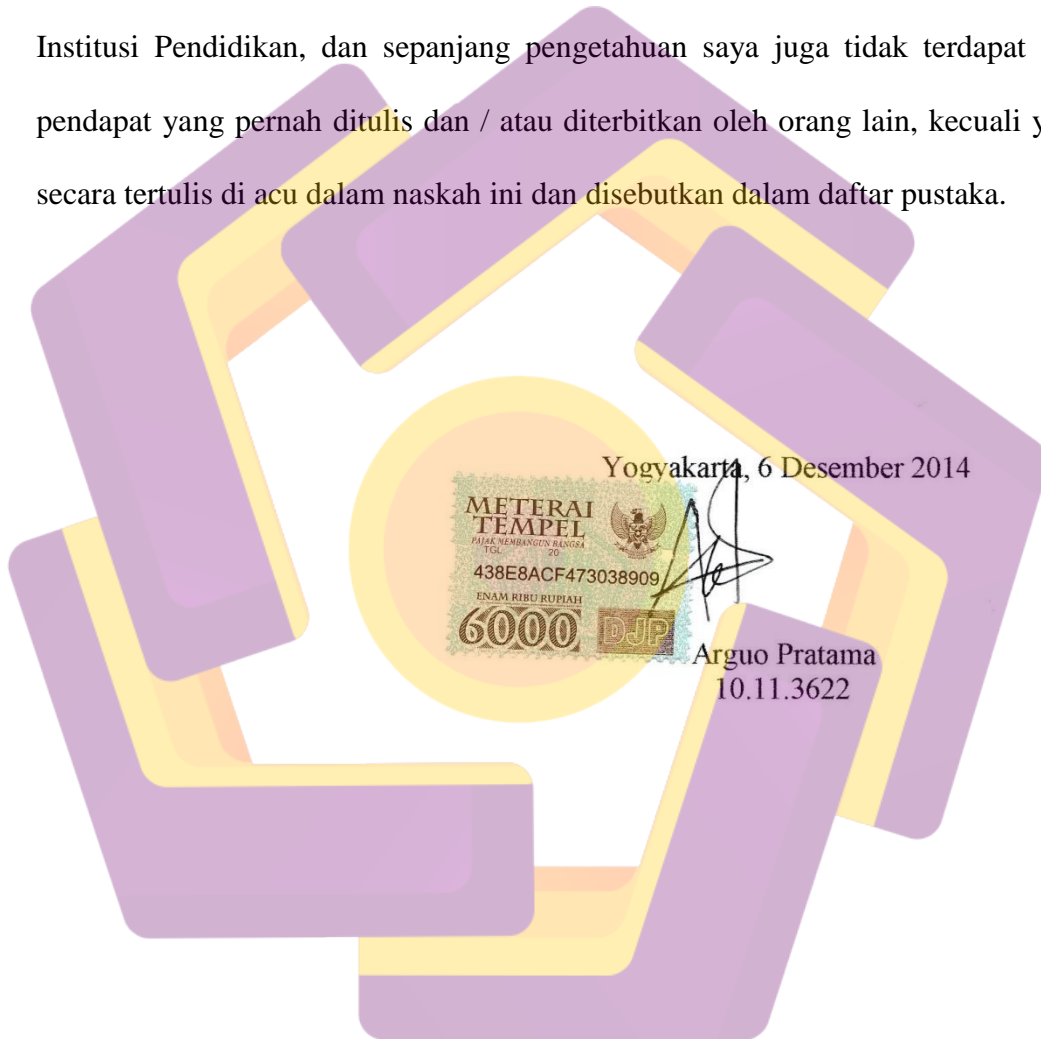 Institusi Pendidikan, dan sepanjang pengetahuan saya juga tidak terdapat
pendapat yang pernah ditulis dan / atau diterbitkan oleh orang lain, kecuali
secara tertulis di acu dalam naskah ini dan disebutkan dalam daftar pustaka.
Yogyakarta, 6 Desember 2014
METERAI
TEMPEL
PAJAK MEMBANGUN BANGSA
TGL 20
438E8ACF473038909
ENAM RIBU RUPIAH
6000 DJP
Arguo Pratama
10.11.3622